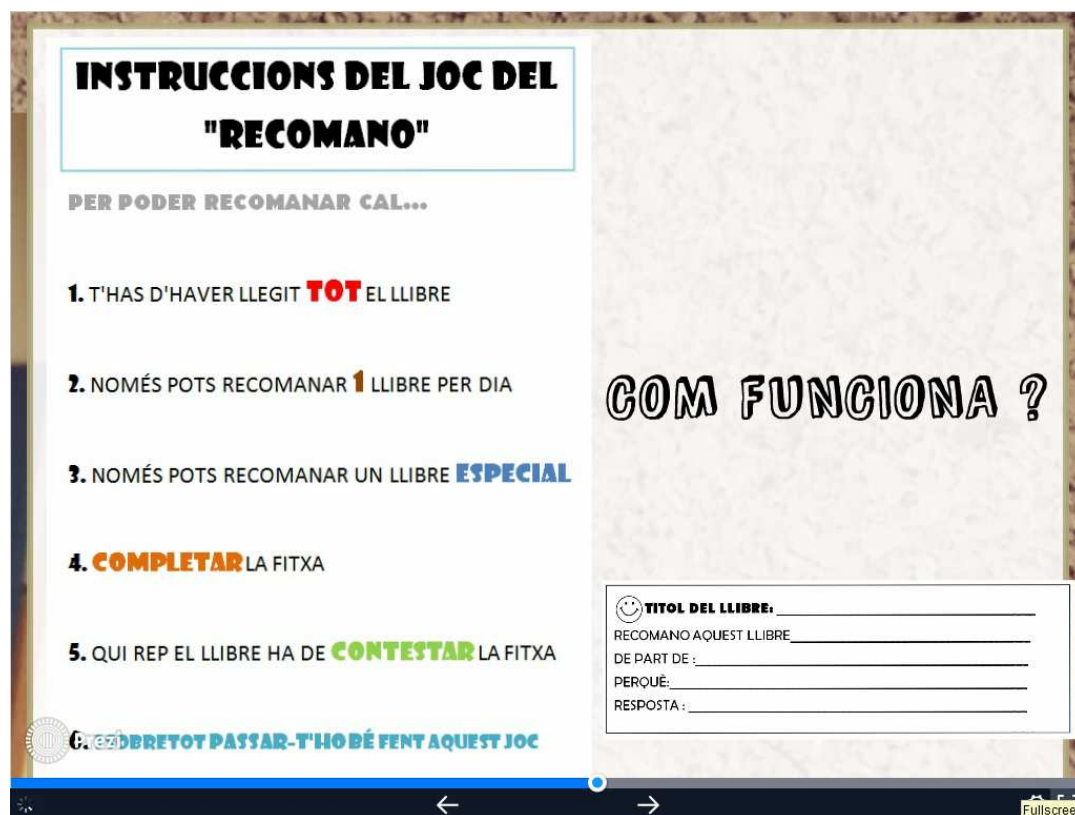 INSTRUCCIONS DEL JOC DEL
"RECOMANO"
PER PODER RECOMANAR CAL...
1. T'HAS D'HAVER LLEGIT TOT EL LLIBRE
2. NOMÉS POTS RECOMANAR 1 LLIBRE PER DIA
3. NOMÉS POTS RECOMANAR UN LLIBRE ESPECIAL
4. COMPLETAR LA FITXA
5. QUI REP EL LLIBRE HA DE CONTESTAR LA FITXA
6. SOBRETOT PASSAR-T'HO BÉ FENT AQUEST JOC
Prezi
COM FUNCIONA ?
TITOL DEL LLIBRE:
RECOMANO AQUEST LLIBRE
DE PART DE :
PERQUÈ:
RESPOSTA :
Fullscree